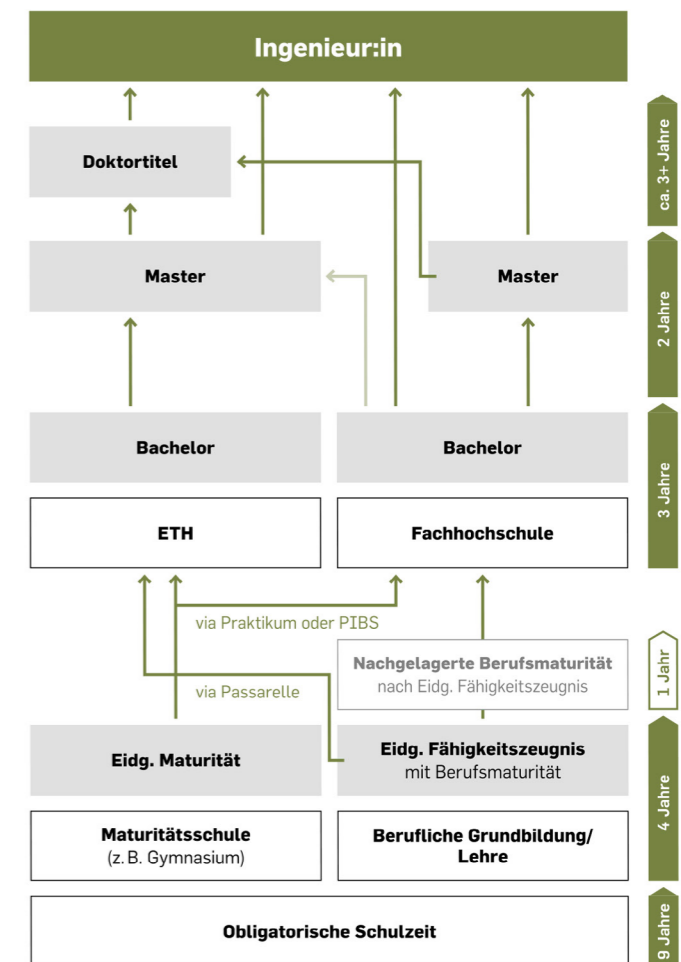 Ingenieur:in
Doktortitel
ca. 3+ Jahre
Master
Master
2 Jahre
Bachelor
Bachelor
3 Jahre
ETH
Fachhochschule
via Praktikum oder PIBS
Nachgelagerte Berufsmaturität
nach Eidg. Fähigkeitszeugnis
1 Jahr
via Passarelle
Eidg. Maturität
Eidg. Fähigkeitszeugnis
mit Berufsmaturität
4 Jahre
Maturitätsschule
(z. B. Gymnasium)
Berufliche Grundbildung/
Lehre
Obligatorische Schulzeit
9 Jahre